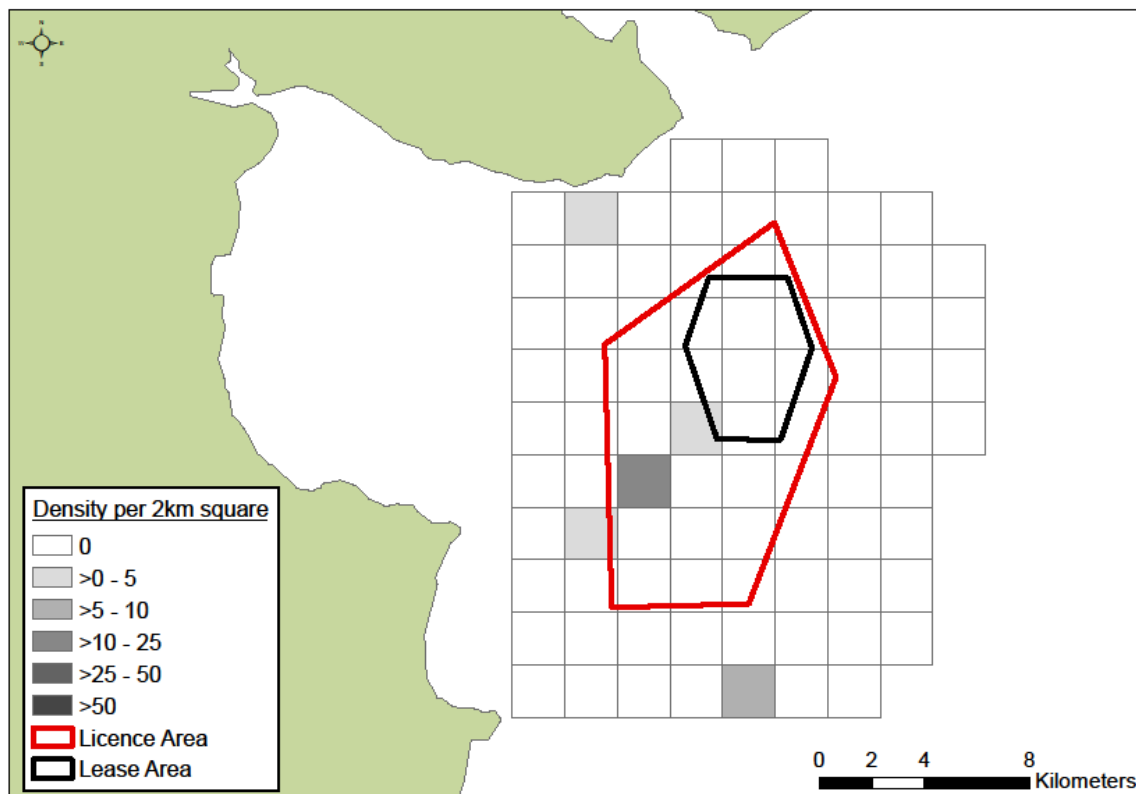 N
E
S
Density per 2km square
0
>0 - 5
>5 - 10
>10 - 25
>25 - 50
>50
Licence Area
Lease Area
0 2 4 8
Kilometers